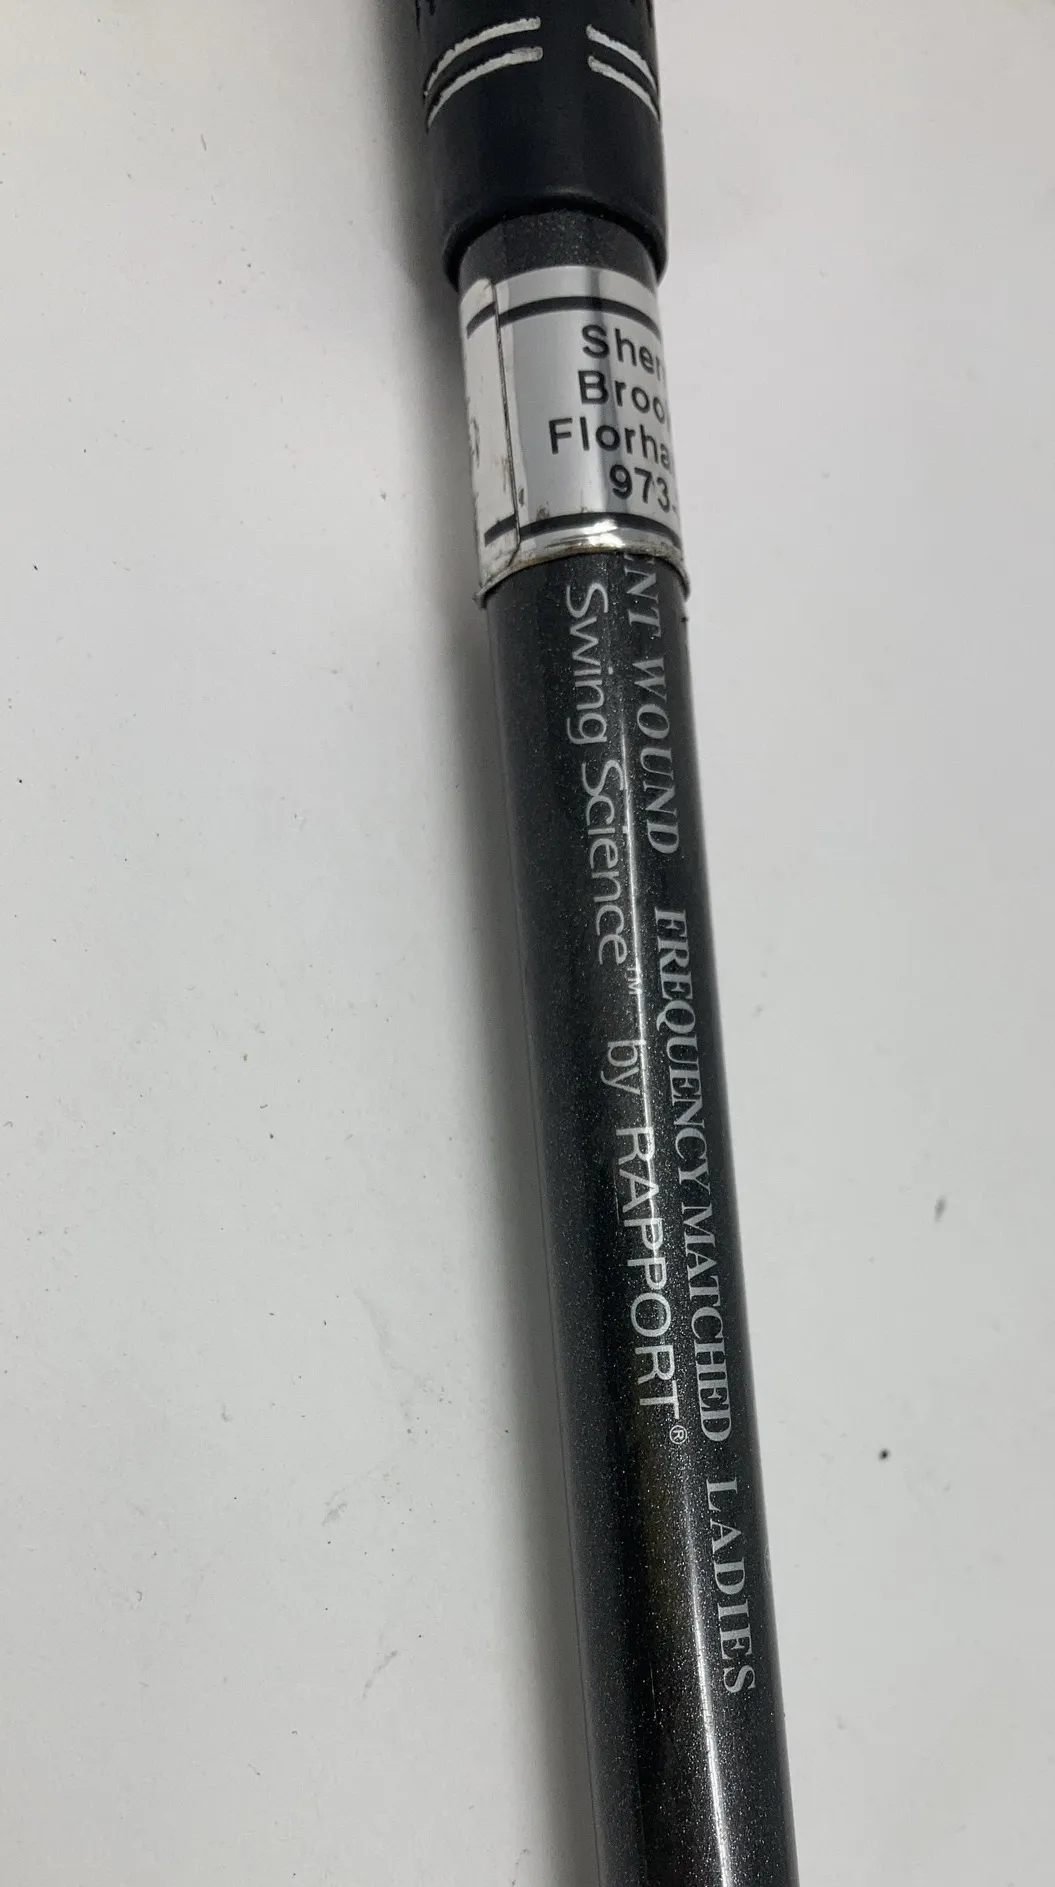 Sher
Broo
Florha
973-
NT WOUND FREQUENCY MATCHED LADIES
Swing Science™ by RAPPORT®